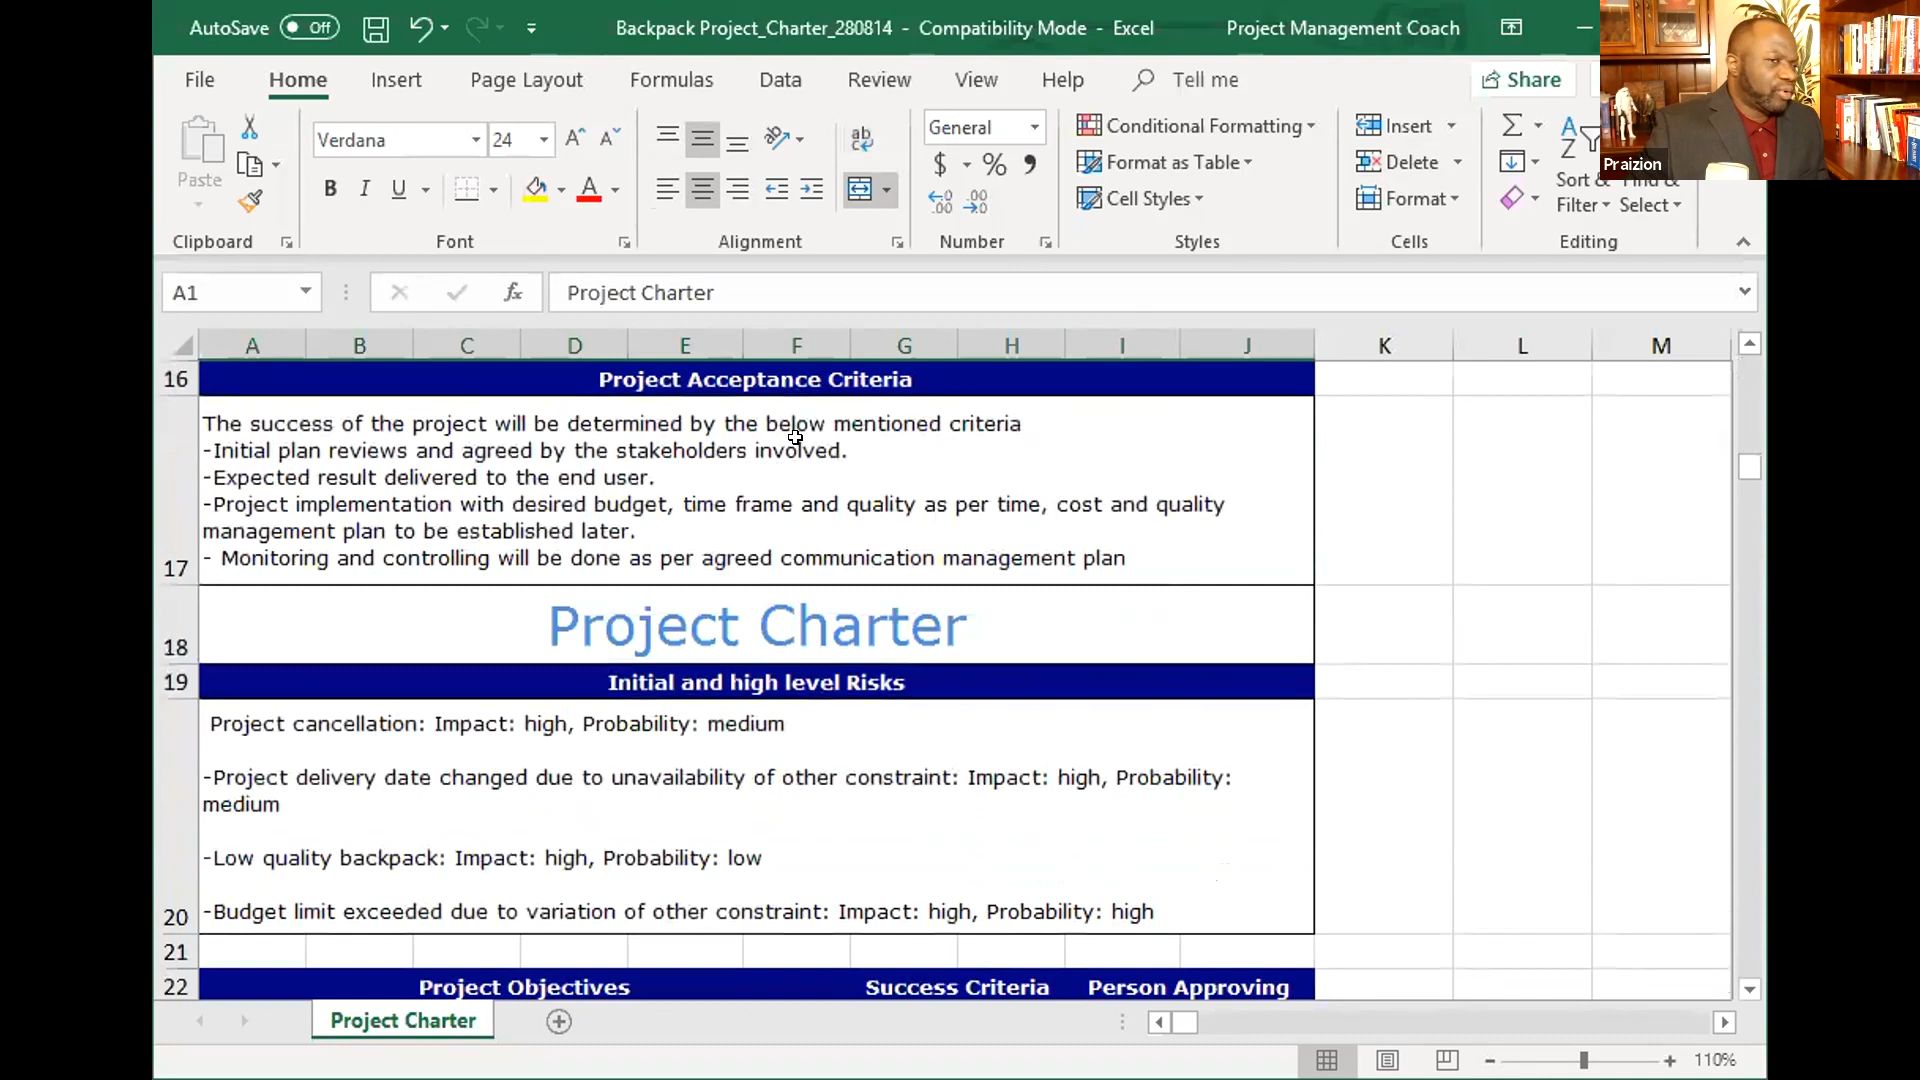 AutoSave Off Backpack Project_Charter_280814 - Compatibility Mode - Excel Project Management Coach
File Home Insert Page Layout Formulas Data Review View Help Tell me Share
Praizion
Paste
Verdana 24
B I U A
ab
General
$ % ,
Conditional Formatting
Format as Table
Cell Styles
Insert
Delete
Format
Sort & Filter
Find & Select
Clipboard Font Alignment Number Styles Cells Editing
A1 fx Project Charter
A B C D E F G H I J K L M
16 Project Acceptance Criteria
The success of the project will be determined by the below mentioned criteria
-Initial plan reviews and agreed by the stakeholders involved.
-Expected result delivered to the end user.
-Project implementation with desired budget, time frame and quality as per time, cost and quality
management plan to be established later.
17 - Monitoring and controlling will be done as per agreed communication management plan
18 Project Charter
19 Initial and high level Risks
Project cancellation: Impact: high, Probability: medium
-Project delivery date changed due to unavailability of other constraint: Impact: high, Probability:
medium
-Low quality backpack: Impact: high, Probability: low
20 -Budget limit exceeded due to variation of other constraint: Impact: high, Probability: high
21
22 Project Objectives Success Criteria Person Approving
Project Charter
110%